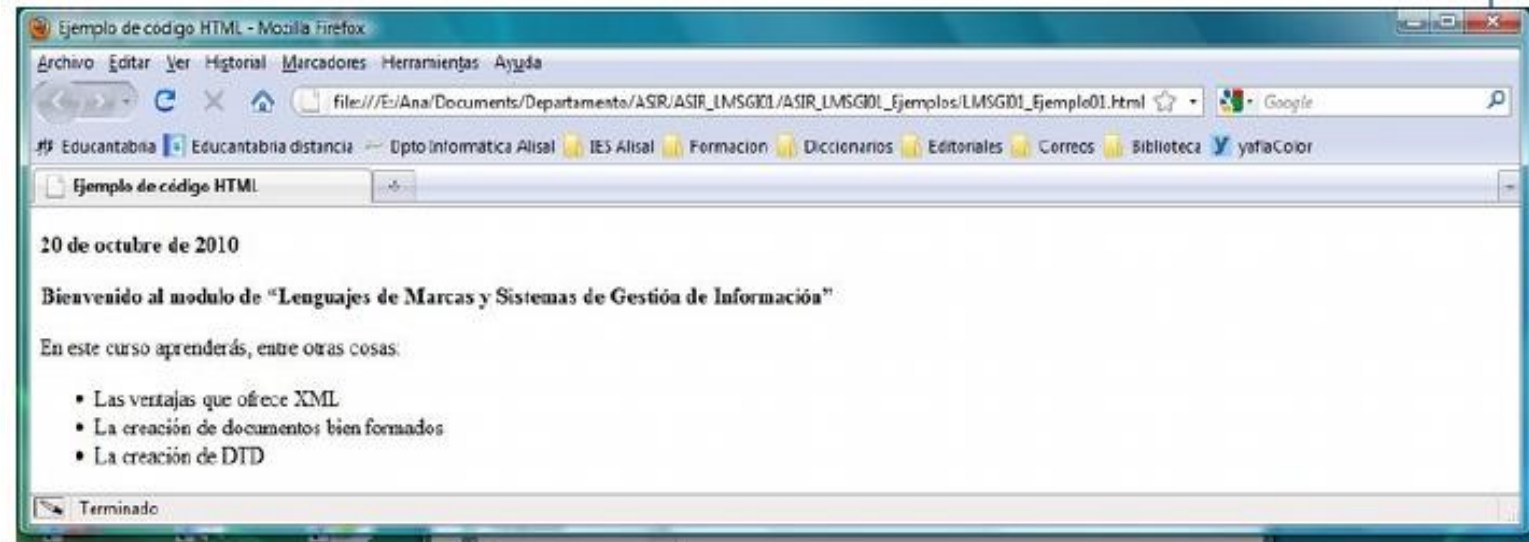 Ejemplo de código HTML - Mozilla Firefox
Archivo Editar Ver Historial Marcadores Herramientas Ayuda
file:///E:/Ana/Documents/Departamento/ASIR/ASIR_LMSGI01/ASIR_LMSGI01_Ejemplos/LMSGI01_Ejemplo01.html Google
Educantabria Educantabria distancia Dpto Informática Alisal IES Alisal Formacion Diccionarios Editoriales Correos Biblioteca yafiaColor
Ejemplo de código HTML
20 de octubre de 2010
Bienvenido al modulo de “Lenguajes de Marcas y Sistemas de Gestión de Información”
En este curso aprenderás, entre otras cosas:
• Las ventajas que ofrece XML
• La creación de documentos bien formados
• La creación de DTD
Terminado